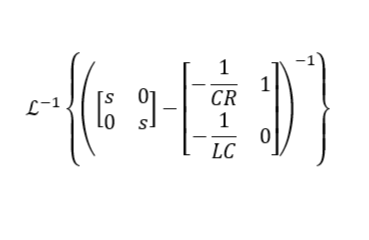 ℒ⁻¹ { ( [ s 0 ; 0 s ] − [ −1/CR 1 ; −1/LC 0 ] )⁻¹ }